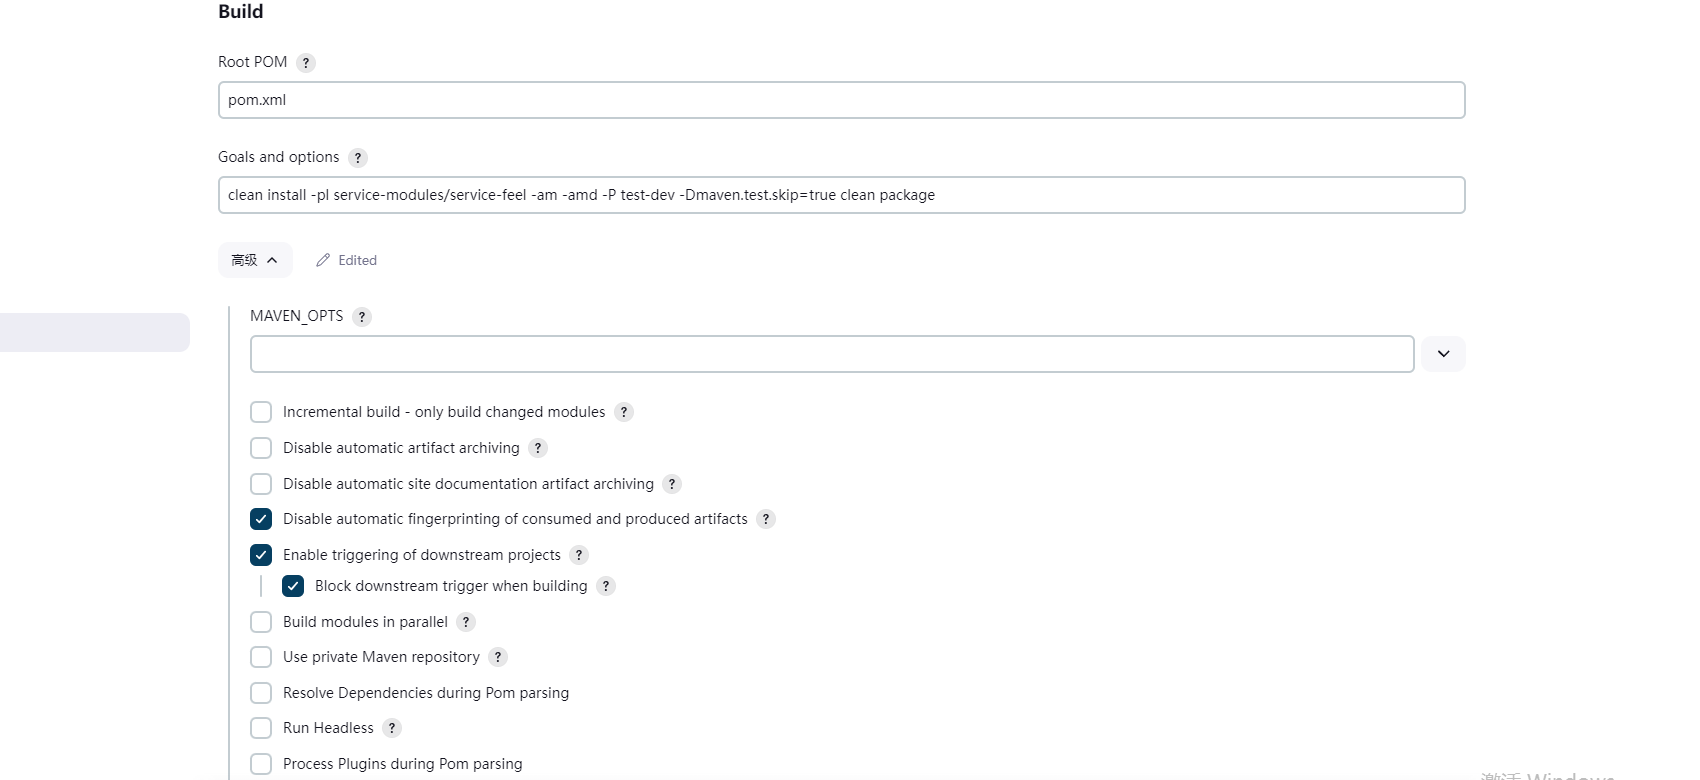 Build
Root POM ?
pom.xml
Goals and options ?
clean install -pl service-modules/service-feel -am -amd -P test-dev -Dmaven.test.skip=true clean package
高级 Edited
MAVEN_OPTS ?
Incremental build - only build changed modules ?
Disable automatic artifact archiving ?
Disable automatic site documentation artifact archiving ?
Disable automatic fingerprinting of consumed and produced artifacts ?
Enable triggering of downstream projects ?
Block downstream trigger when building ?
Build modules in parallel ?
Use private Maven repository ?
Resolve Dependencies during Pom parsing
Run Headless ?
Process Plugins during Pom parsing
激活 Windows